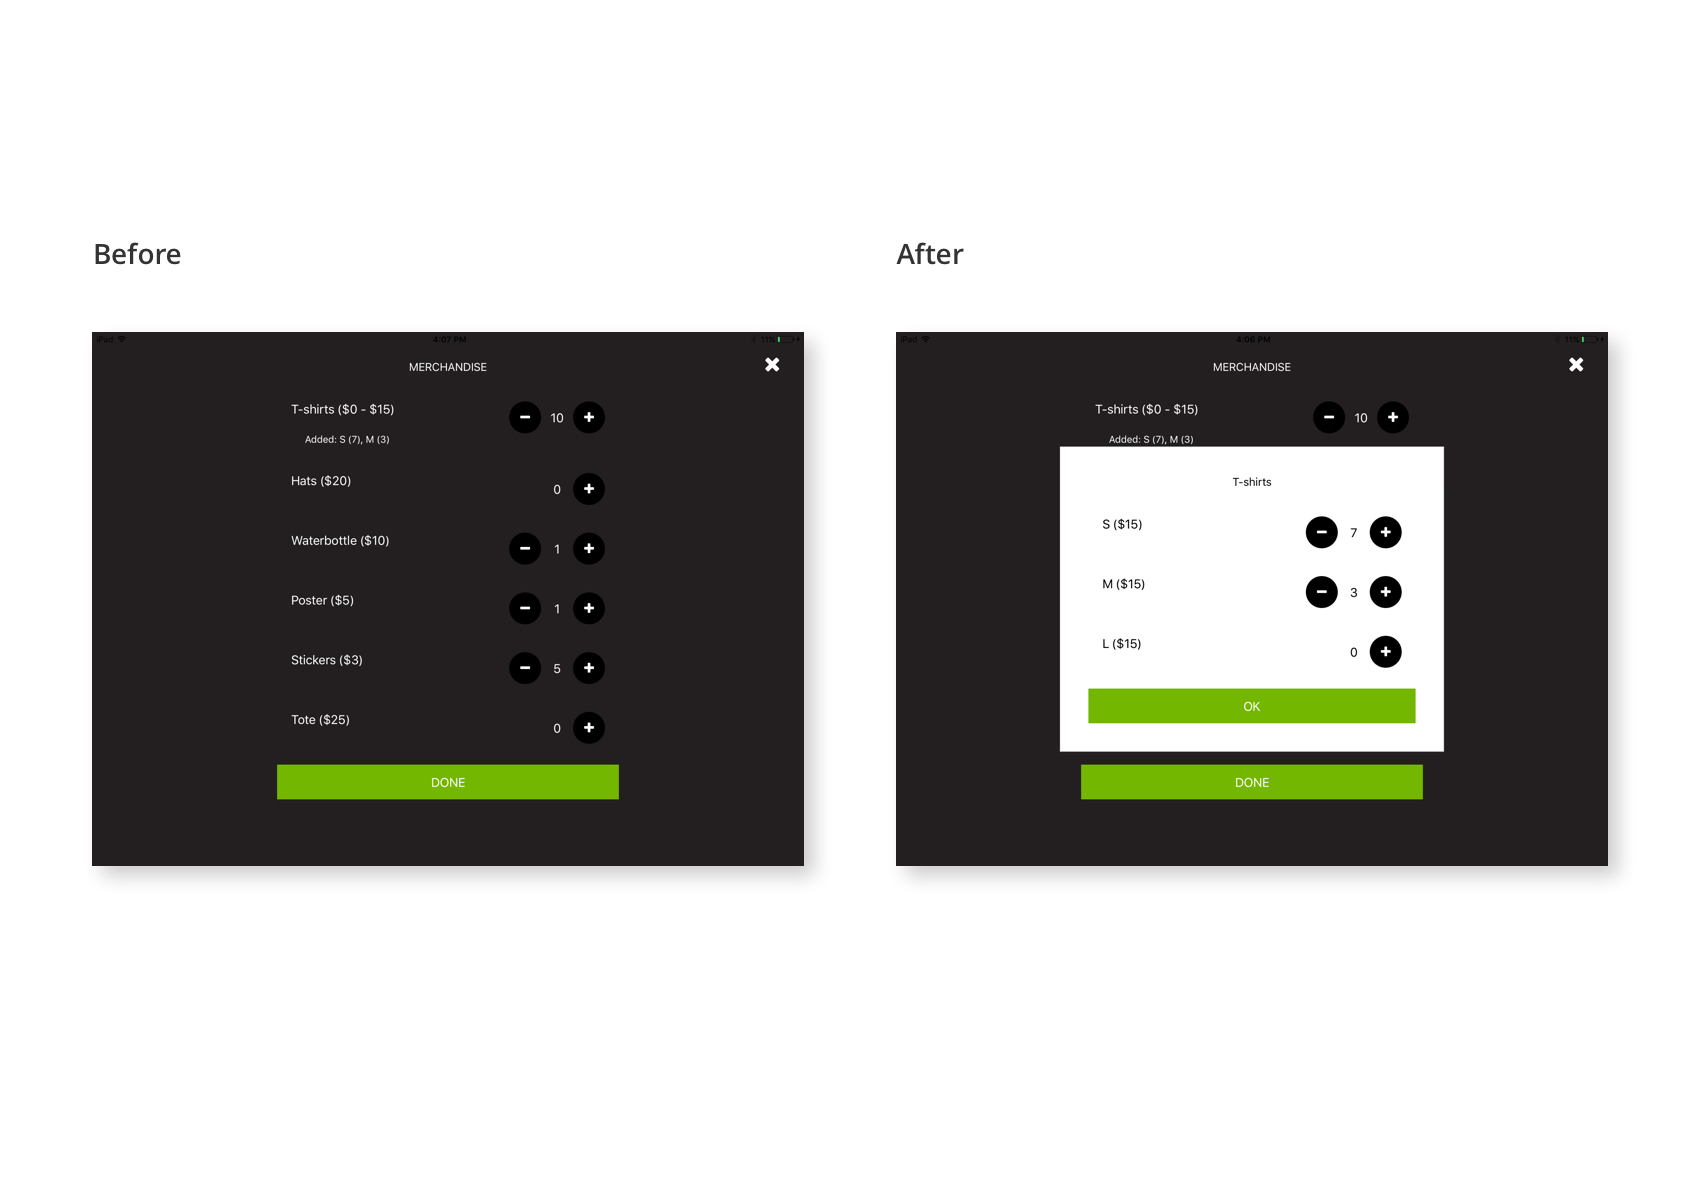 Before
iPad 4:07 PM 11%
MERCHANDISE
T-shirts ($0 - $15) 10
Added: S (7), M (3)
Hats ($20) 0
Waterbottle ($10) 1
Poster ($5) 1
Stickers ($3) 5
Tote ($25) 0
DONE
After
iPad 4:06 PM 11%
MERCHANDISE
T-shirts ($0 - $15) 10
Added: S (7), M (3)
T-shirts
S ($15) 7
M ($15) 3
L ($15) 0
OK
DONE